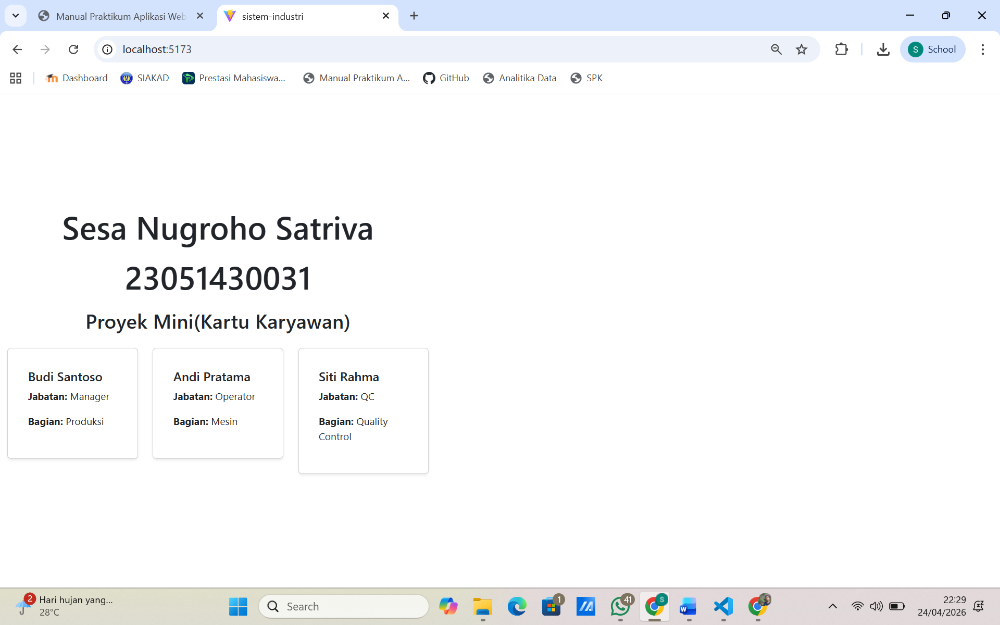 Manual Praktikum Aplikasi Web
sistem-industri
localhost:5173
S
School
Dashboard
SIAKAD
Prestasi Mahasiswa...
Manual Praktikum A...
GitHub
Analitika Data
SPK
Sesa Nugroho Satriva
23051430031
Proyek Mini(Kartu Karyawan)
Budi Santoso
Jabatan: Manager
Bagian: Produksi
Andi Pratama
Jabatan: Operator
Bagian: Mesin
Siti Rahma
Jabatan: QC
Bagian: Quality
Control
2
Hari hujan yang...
28°C
Search
1
41
S
W
22:29
24/04/2026